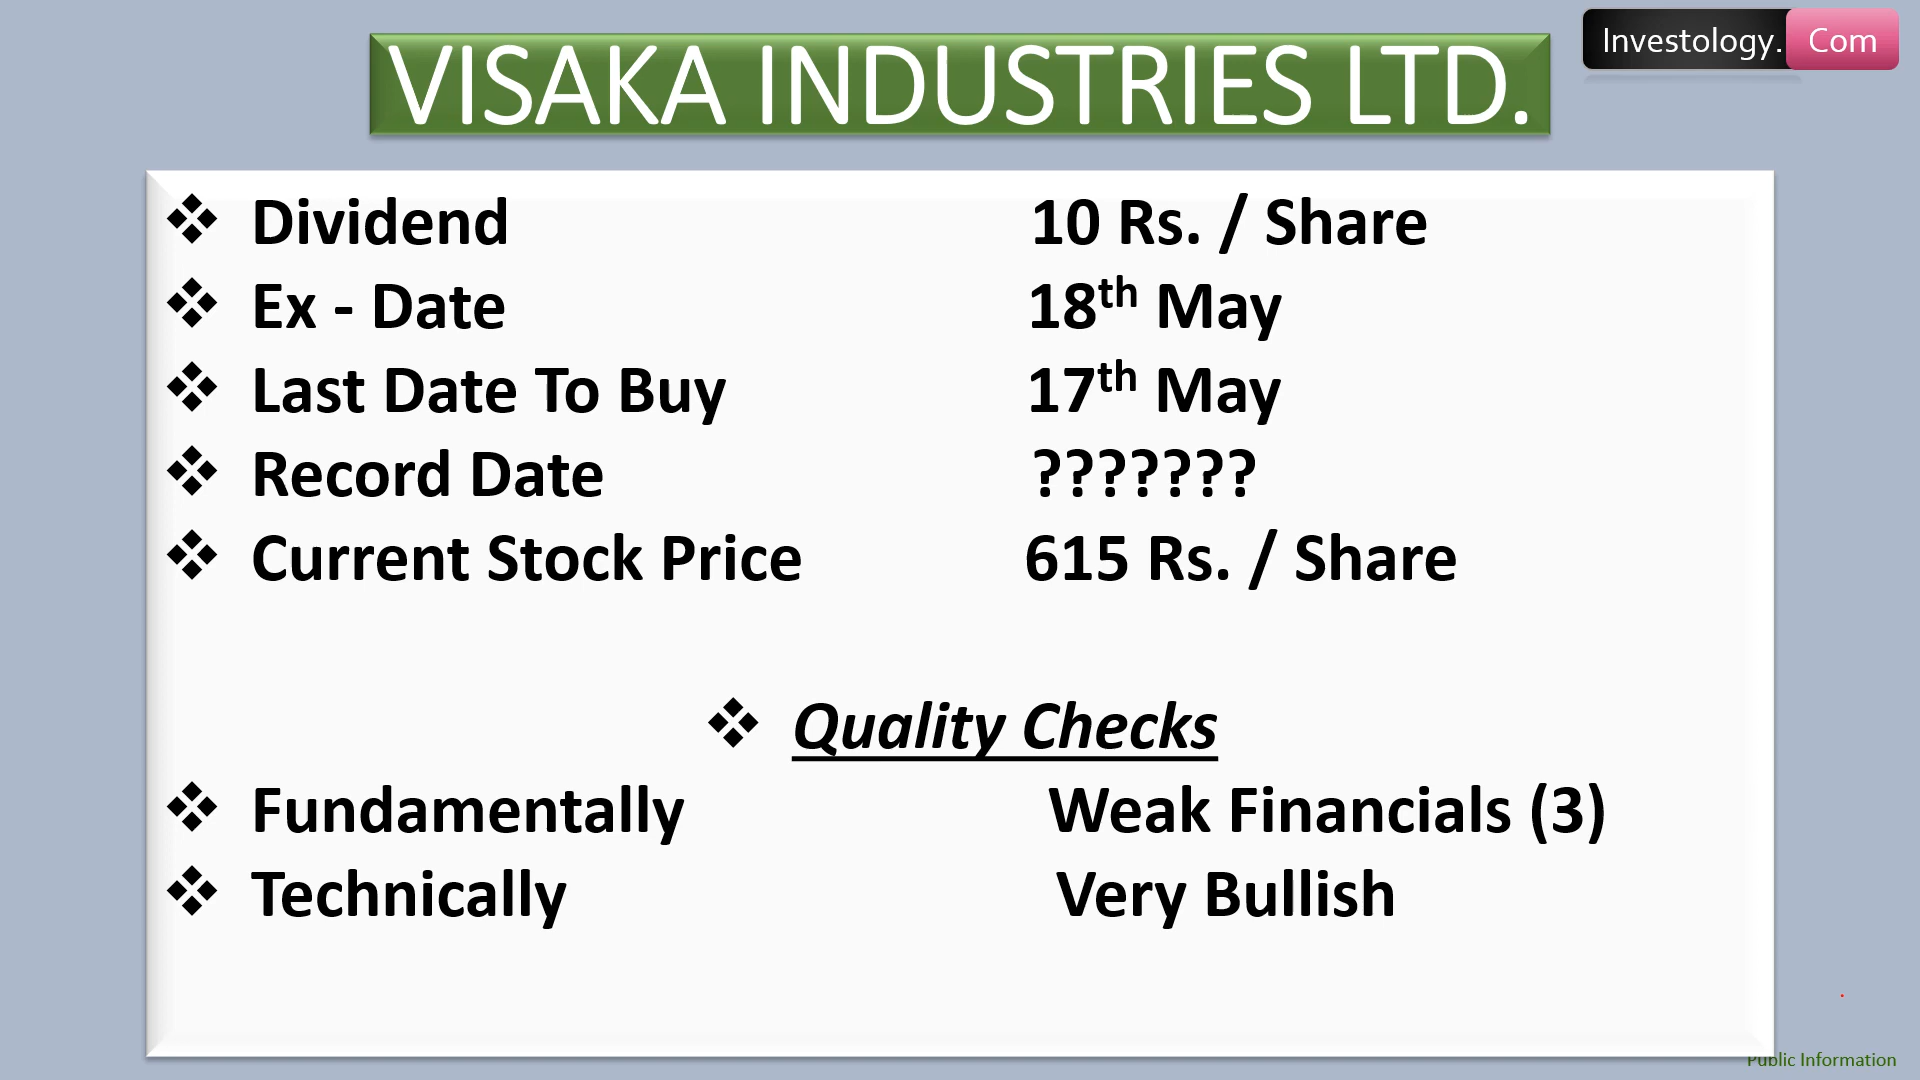 VISAKA INDUSTRIES LTD.
Investology. Com
❖ Dividend 10 Rs. / Share
❖ Ex - Date 18th May
❖ Last Date To Buy 17th May
❖ Record Date ???????
❖ Current Stock Price 615 Rs. / Share
❖ Quality Checks
❖ Fundamentally Weak Financials (3)
❖ Technically Very Bullish
Public Information